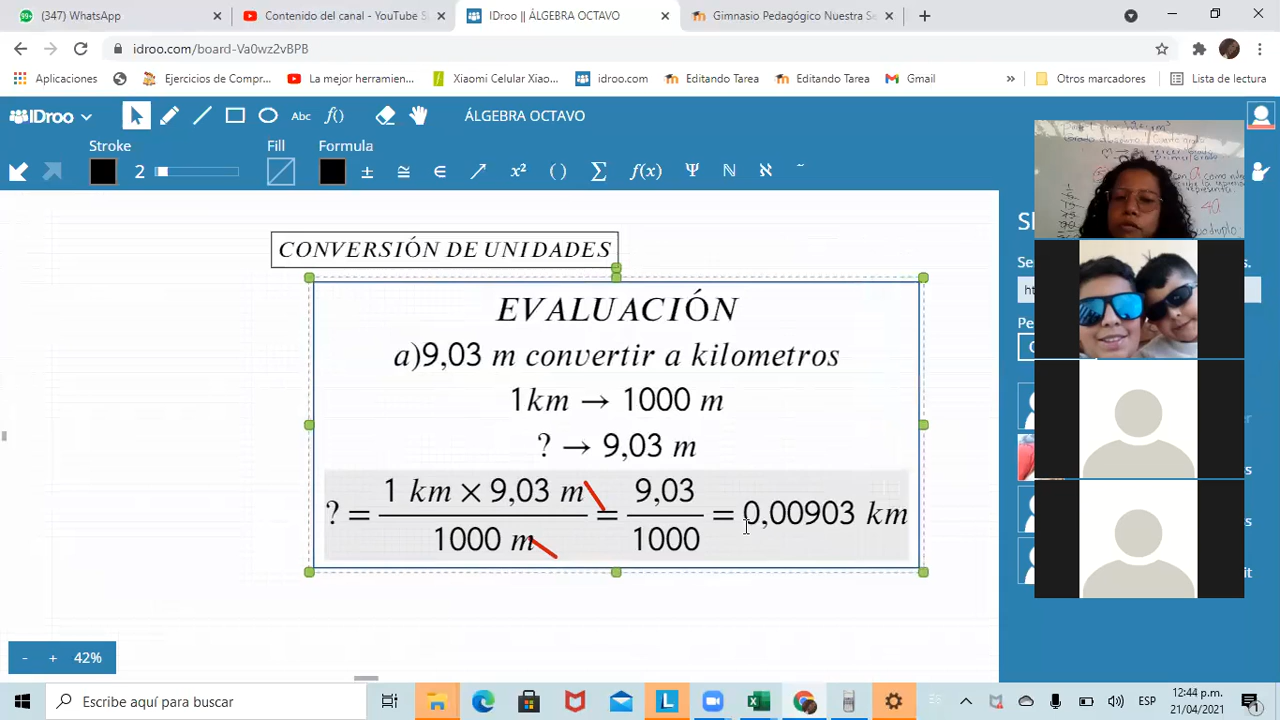 (347) WhatsApp
Contenido del canal - YouTube S
IDroo || ÁLGEBRA OCTAVO
Gimnasio Pedagógico Nuestra Se
idroo.com/board-Va0wz2vBPB
Aplicaciones
Ejercicios de Compr...
La mejor herramien...
Xiaomi Celular Xiao...
idroo.com
Editando Tarea
Editando Tarea
Gmail
Otros marcadores
Lista de lectura
IDroo
Abc
f()
ÁLGEBRA OCTAVO
Stroke
Fill
Formula
2
± ≅ ∈ x² ( ) ∑ f(x) Ψ ℕ ℵ
CONVERSIÓN DE UNIDADES
EVALUACIÓN
a)9,03 m convertir a kilometros
1km → 1000 m
? → 9,03 m
? = 1 km × 9,03 m / 1000 m = 9,03 / 1000 = 0,00903 km
- + 42%
Escribe aquí para buscar
ESP
12:44 p.m.
21/04/2021